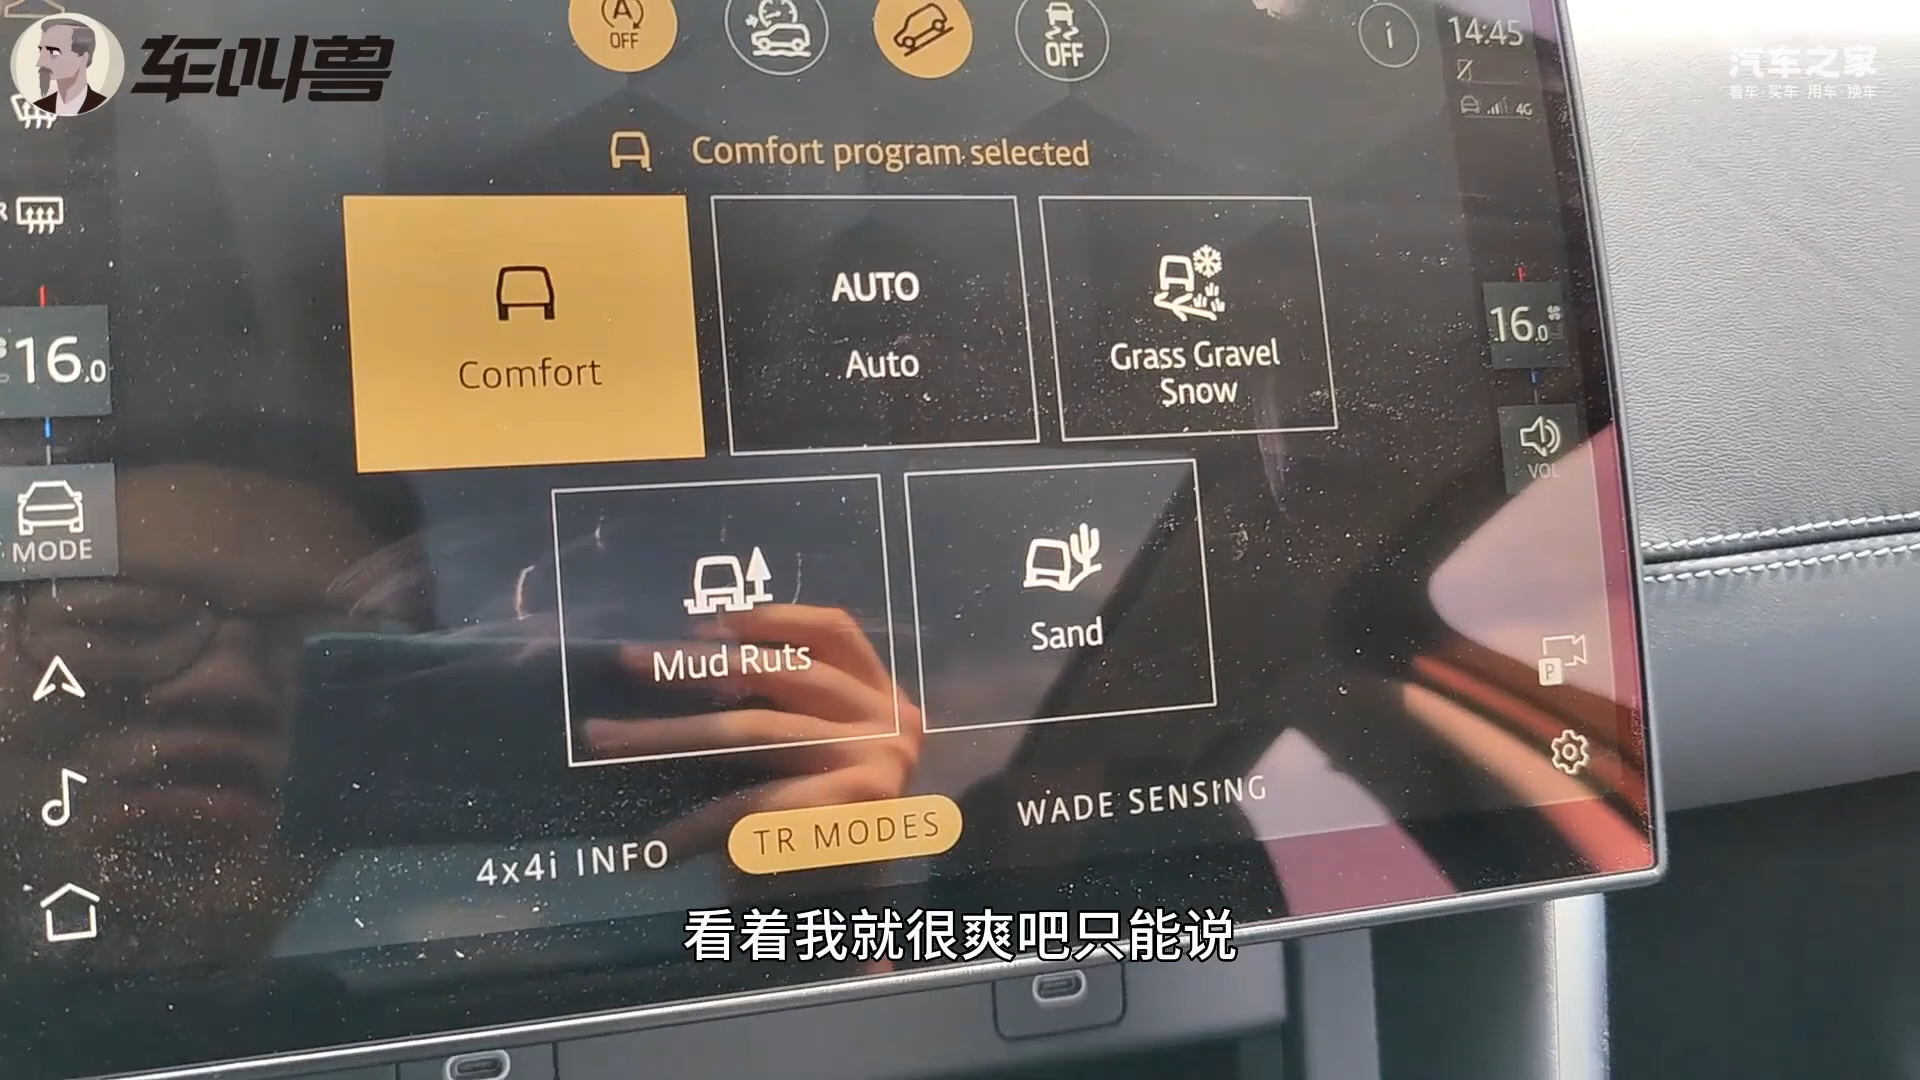 车叫兽
A
OFF
OFF
i
14:45
汽车之家
看车·买车·用车·换车
4G
Comfort program selected
R
Comfort
AUTO
Auto
Grass Gravel
Snow
16.0
16.0
VOL
MODE
Mud Ruts
Sand
P
4x4i INFO
TR MODES
WADE SENSING
看着我就很爽吧只能说